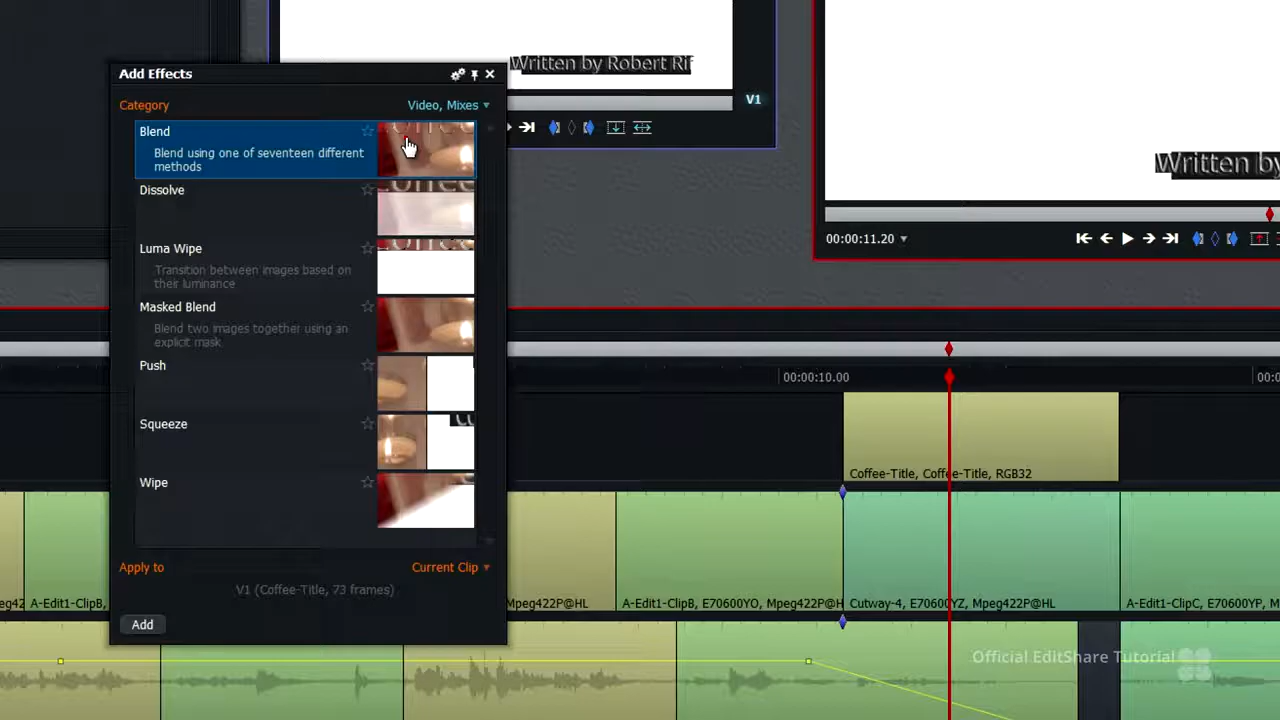 Written by Robert Rif
Add Effects
Category
Video, Mixes
V1
Blend
Blend using one of seventeen different
methods
Dissolve
Written by
Luma Wipe
00:00:11.20
Transition between images based on
their luminance
Masked Blend
Blend two images together using an
explicit mask
Push
00:00:10.00
00:0
Squeeze
Coffee-Title, Coffee-Title, RGB32
Wipe
Apply to
Current Clip
V1 (Coffee-Title, 73 frames)
eg42
A-Edit1-ClipB,
Mpeg422P@HL
A-Edit1-ClipB, E70600YO, Mpeg422P@H
Cutway-4, E70600YZ, Mpeg422P@HL
A-Edit1-ClipC, E70600YP, M
Add
Official EditShare Tutorial